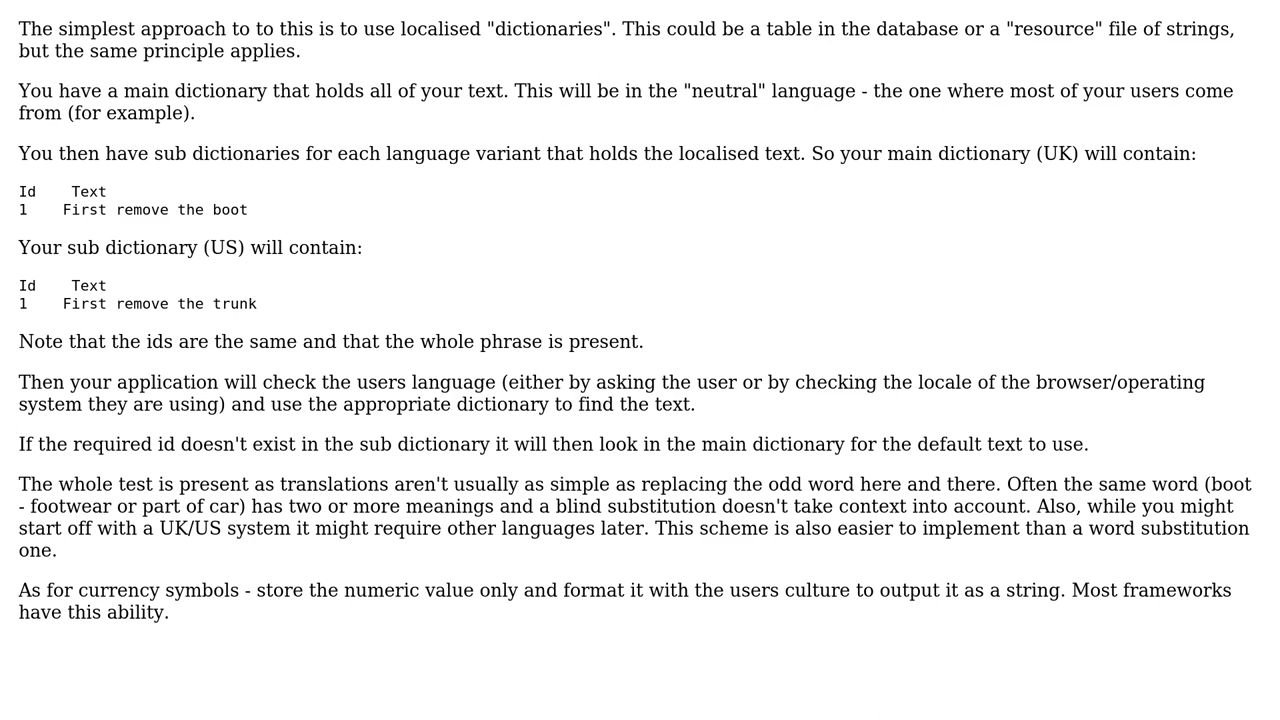 The simplest approach to to this is to use localised "dictionaries". This could be a table in the database or a "resource" file of strings,
but the same principle applies.
You have a main dictionary that holds all of your text. This will be in the "neutral" language - the one where most of your users come
from (for example).
You then have sub dictionaries for each language variant that holds the localised text. So your main dictionary (UK) will contain:
Id    Text
1    First remove the boot
Your sub dictionary (US) will contain:
Id    Text
1    First remove the trunk
Note that the ids are the same and that the whole phrase is present.
Then your application will check the users language (either by asking the user or by checking the locale of the browser/operating
system they are using) and use the appropriate dictionary to find the text.
If the required id doesn't exist in the sub dictionary it will then look in the main dictionary for the default text to use.
The whole test is present as translations aren't usually as simple as replacing the odd word here and there. Often the same word (boot
- footwear or part of car) has two or more meanings and a blind substitution doesn't take context into account. Also, while you might
start off with a UK/US system it might require other languages later. This scheme is also easier to implement than a word substitution
one.
As for currency symbols - store the numeric value only and format it with the users culture to output it as a string. Most frameworks
have this ability.